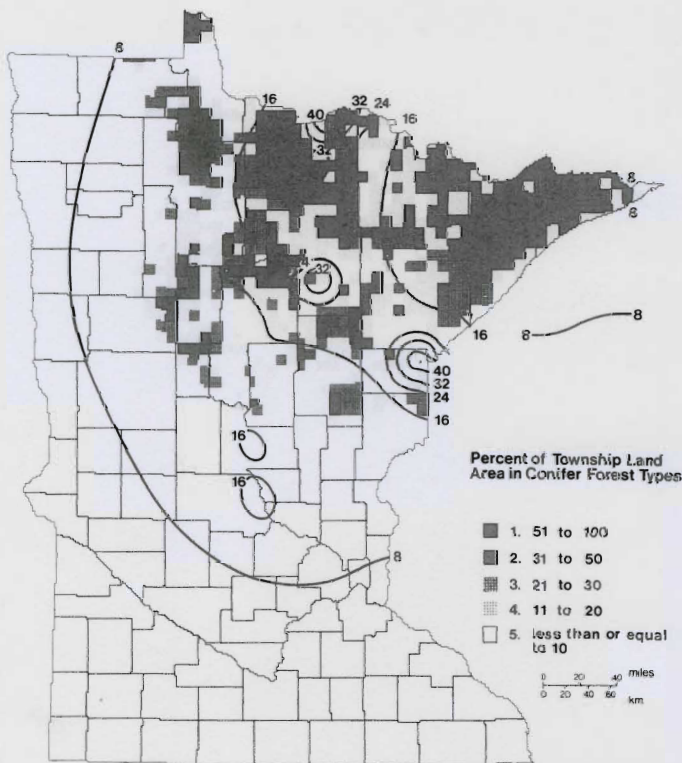 8
16
40
32
24
16
32
8
8
32
16
8
8
40
32
24
16
16
16
8
Percent of Township Land
Area in Conifer Forest Types
1. 51 to 100
2. 31 to 50
3. 21 to 30
4. 11 to 20
5. less than or equal
to 10
0 20 40 miles
0 20 40 60 km